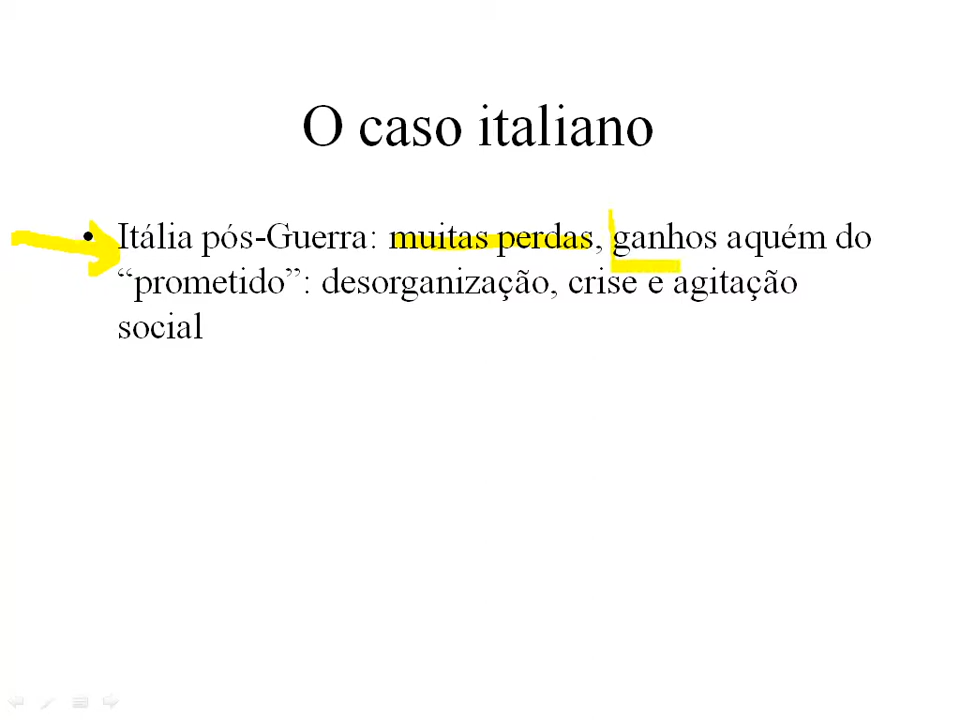 O caso italiano
• Itália pós-Guerra: muitas perdas, ganhos aquém do
“prometido”: desorganização, crise e agitação
social